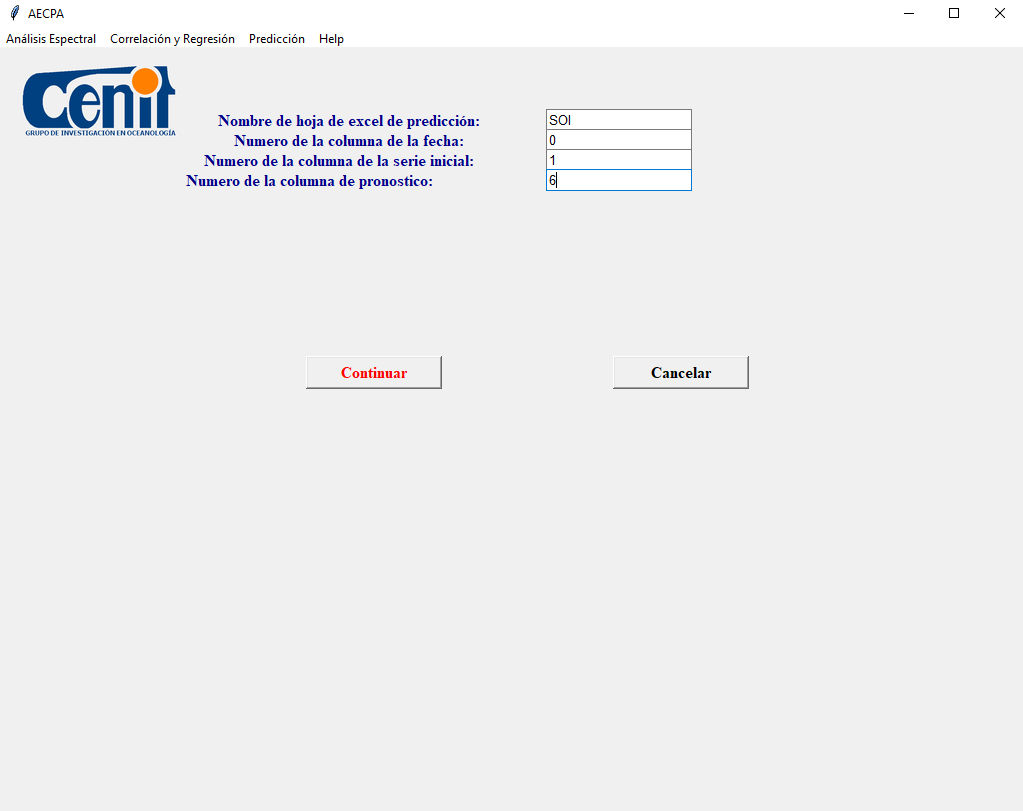 AECPA
Análisis Espectral Correlación y Regresión Predicción Help
Cenit
GRUPO DE INVESTIGACIÓN EN OCEANOLOGÍA
Nombre de hoja de excel de predicción: SOI
Numero de la columna de la fecha: 0
Numero de la columna de la serie inicial: 1
Numero de la columna de pronostico: 6
Continuar Cancelar